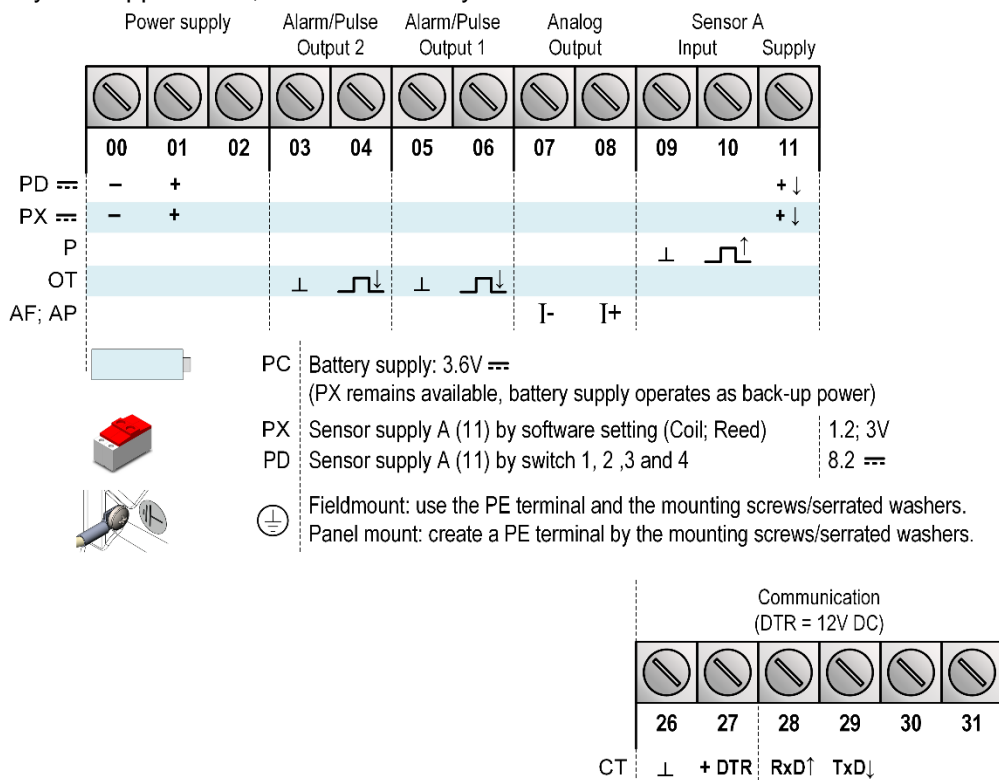 Power supply Alarm/Pulse Alarm/Pulse Analog Sensor A
Output 2 Output 1 Output Input Supply
00 01 02 03 04 05 06 07 08 09 10 11
PD ⎓ − + + ↓
PX ⎓ − + + ↓
P ⊥ ↑
OT ⊥ ↓ ⊥ ↓
AF; AP I- I+
PC Battery supply: 3.6V ⎓
(PX remains available, battery supply operates as back-up power)
PX Sensor supply A (11) by software setting (Coil; Reed) 1.2; 3V
PD Sensor supply A (11) by switch 1, 2 ,3 and 4 8.2 ⎓
Fieldmount: use the PE terminal and the mounting screws/serrated washers.
Panel mount: create a PE terminal by the mounting screws/serrated washers.
Communication
(DTR = 12V DC)
26 27 28 29 30 31
CT ⊥ + DTR RxD↑ TxD↓